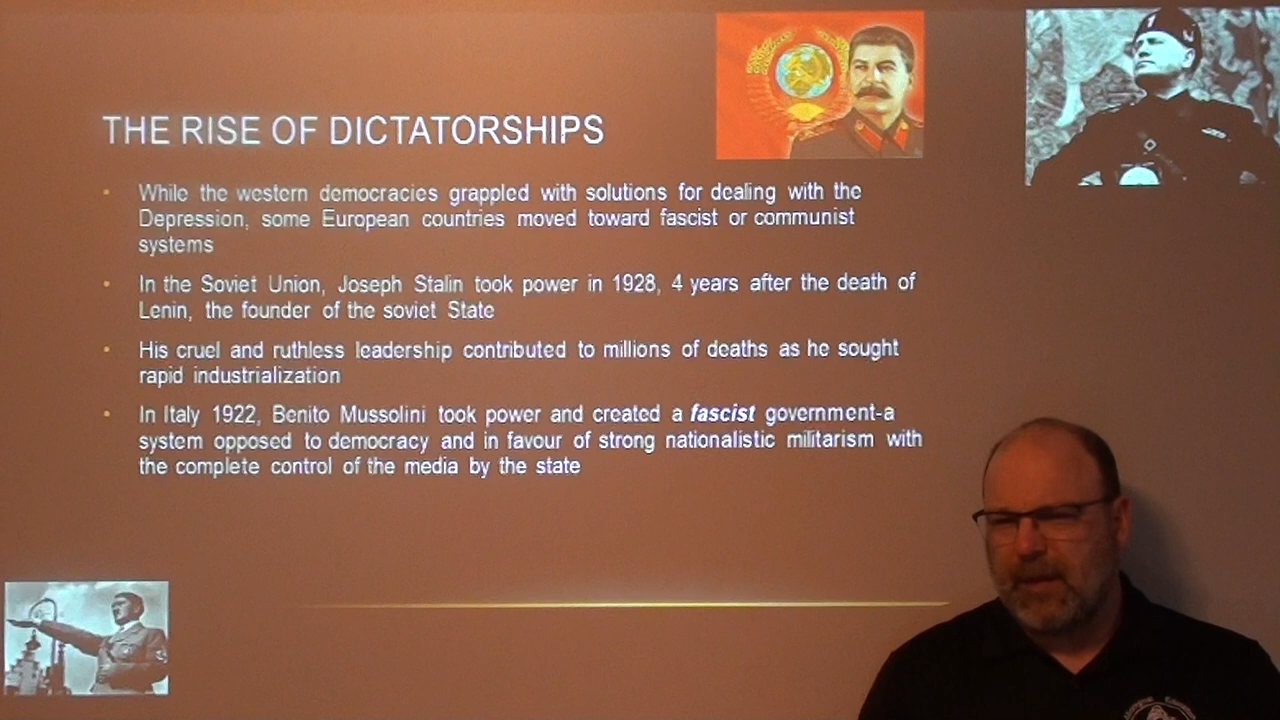 THE RISE OF DICTATORSHIPS
• While the western democracies grappled with solutions for dealing with the
Depression, some European countries moved toward fascist or communist
systems
• In the Soviet Union, Joseph Stalin took power in 1928, 4 years after the death of
Lenin, the founder of the soviet State
• His cruel and ruthless leadership contributed to millions of deaths as he sought
rapid industrialization
• In Italy 1922, Benito Mussolini took power and created a fascist government-a
system opposed to democracy and in favour of strong nationalistic militarism with
the complete control of the media by the state